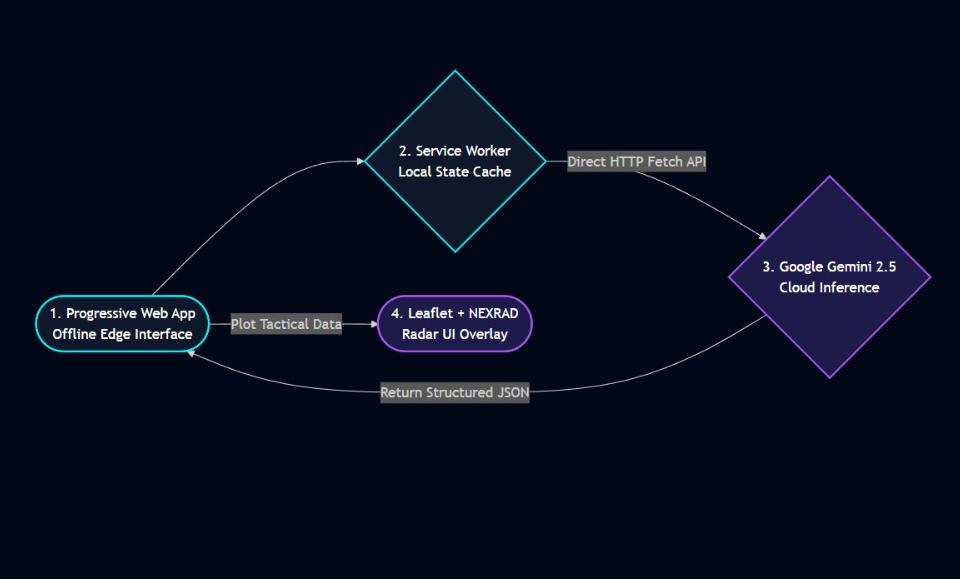 2. Service Worker
Local State Cache
Direct HTTP Fetch API
3. Google Gemini 2.5
Cloud Inference
1. Progressive Web App
Offline Edge Interface
Plot Tactical Data
4. Leaflet + NEXRAD
Radar UI Overlay
Return Structured JSON